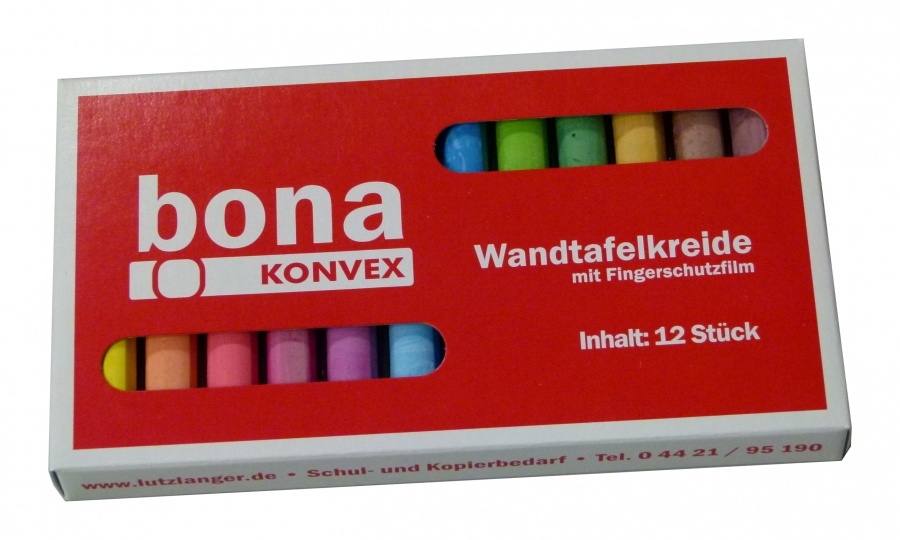 bona
KONVEX
Wandtafelkreide
mit Fingerschutzfilm
Inhalt: 12 Stück
www.lutzlanger.de • Schul- und Kopierbedarf • Tel. 0 44 21 / 95 190